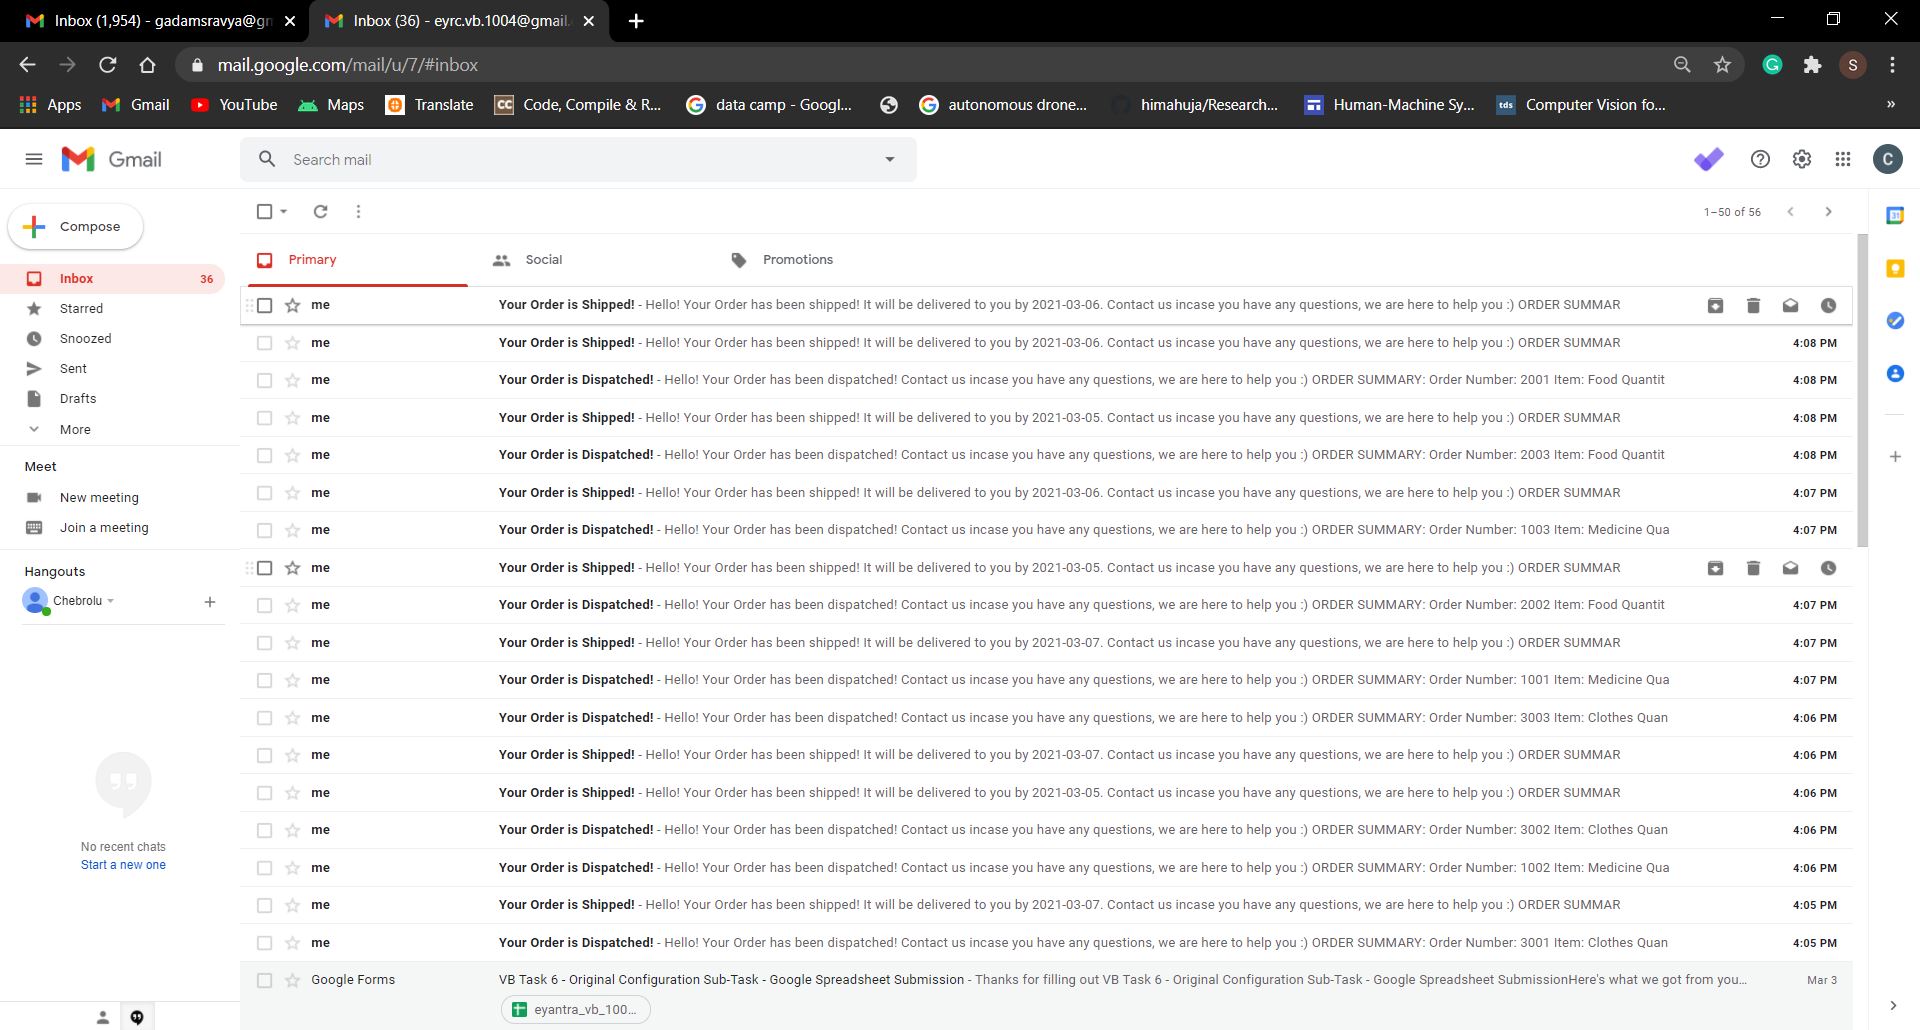 Inbox (1,954) - gadamsravya@gm
Inbox (36) - eyrc.vb.1004@gmail.
mail.google.com/mail/u/7/#inbox
S
Apps Gmail YouTube Maps Translate Code, Compile & R... data camp - Googl... autonomous drone... himahuja/Research... Human-Machine Sy... Computer Vision fo... »
Gmail
Search mail
C
Compose
1–50 of 56
Primary
Social
Promotions
Inbox 36
Starred
Snoozed
Sent
Drafts
More
Meet
New meeting
Join a meeting
Hangouts
Chebrolu
No recent chats
Start a new one
me Your Order is Shipped! - Hello! Your Order has been shipped! It will be delivered to you by 2021-03-06. Contact us incase you have any questions, we are here to help you :) ORDER SUMMAR
me Your Order is Shipped! - Hello! Your Order has been shipped! It will be delivered to you by 2021-03-06. Contact us incase you have any questions, we are here to help you :) ORDER SUMMAR 4:08 PM
me Your Order is Dispatched! - Hello! Your Order has been dispatched! Contact us incase you have any questions, we are here to help you :) ORDER SUMMARY: Order Number: 2001 Item: Food Quantit 4:08 PM
me Your Order is Shipped! - Hello! Your Order has been shipped! It will be delivered to you by 2021-03-05. Contact us incase you have any questions, we are here to help you :) ORDER SUMMAR 4:08 PM
me Your Order is Dispatched! - Hello! Your Order has been dispatched! Contact us incase you have any questions, we are here to help you :) ORDER SUMMARY: Order Number: 2003 Item: Food Quantit 4:08 PM
me Your Order is Shipped! - Hello! Your Order has been shipped! It will be delivered to you by 2021-03-06. Contact us incase you have any questions, we are here to help you :) ORDER SUMMAR 4:07 PM
me Your Order is Dispatched! - Hello! Your Order has been dispatched! Contact us incase you have any questions, we are here to help you :) ORDER SUMMARY: Order Number: 1003 Item: Medicine Qua 4:07 PM
me Your Order is Shipped! - Hello! Your Order has been shipped! It will be delivered to you by 2021-03-05. Contact us incase you have any questions, we are here to help you :) ORDER SUMMAR
me Your Order is Dispatched! - Hello! Your Order has been dispatched! Contact us incase you have any questions, we are here to help you :) ORDER SUMMARY: Order Number: 2002 Item: Food Quantit 4:07 PM
me Your Order is Shipped! - Hello! Your Order has been shipped! It will be delivered to you by 2021-03-07. Contact us incase you have any questions, we are here to help you :) ORDER SUMMAR 4:07 PM
me Your Order is Dispatched! - Hello! Your Order has been dispatched! Contact us incase you have any questions, we are here to help you :) ORDER SUMMARY: Order Number: 1001 Item: Medicine Qua 4:07 PM
me Your Order is Dispatched! - Hello! Your Order has been dispatched! Contact us incase you have any questions, we are here to help you :) ORDER SUMMARY: Order Number: 3003 Item: Clothes Quan 4:06 PM
me Your Order is Shipped! - Hello! Your Order has been shipped! It will be delivered to you by 2021-03-07. Contact us incase you have any questions, we are here to help you :) ORDER SUMMAR 4:06 PM
me Your Order is Shipped! - Hello! Your Order has been shipped! It will be delivered to you by 2021-03-05. Contact us incase you have any questions, we are here to help you :) ORDER SUMMAR 4:06 PM
me Your Order is Dispatched! - Hello! Your Order has been dispatched! Contact us incase you have any questions, we are here to help you :) ORDER SUMMARY: Order Number: 3002 Item: Clothes Quan 4:06 PM
me Your Order is Dispatched! - Hello! Your Order has been dispatched! Contact us incase you have any questions, we are here to help you :) ORDER SUMMARY: Order Number: 1002 Item: Medicine Qua 4:06 PM
me Your Order is Shipped! - Hello! Your Order has been shipped! It will be delivered to you by 2021-03-07. Contact us incase you have any questions, we are here to help you :) ORDER SUMMAR 4:05 PM
me Your Order is Dispatched! - Hello! Your Order has been dispatched! Contact us incase you have any questions, we are here to help you :) ORDER SUMMARY: Order Number: 3001 Item: Clothes Quan 4:05 PM
Google Forms VB Task 6 - Original Configuration Sub-Task - Google Spreadsheet Submission - Thanks for filling out VB Task 6 - Original Configuration Sub-Task - Google Spreadsheet SubmissionHere's what we got from you... Mar 3
eyantra_vb_100...